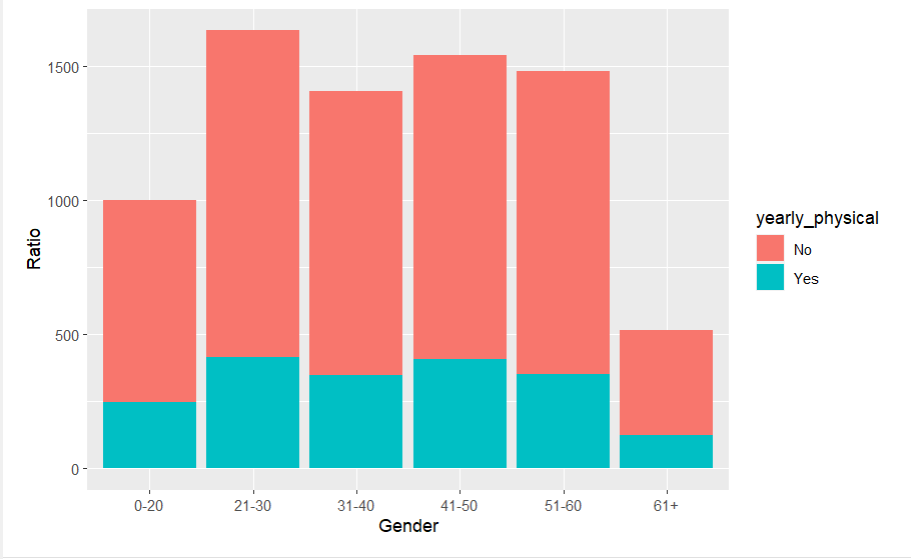 1500
1000
500
0
Ratio
0-20 21-30 31-40 41-50 51-60 61+
Gender
yearly_physical
No
Yes